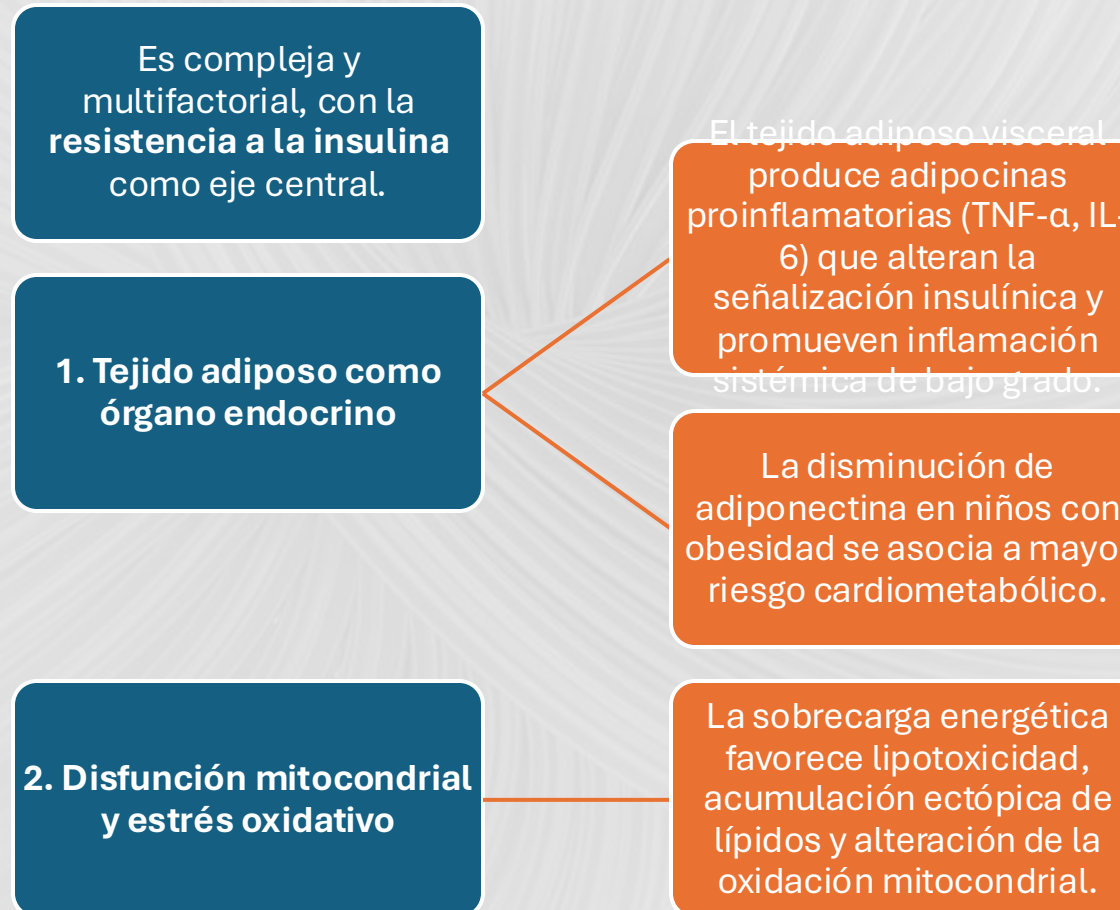 Es compleja y
multifactorial, con la
resistencia a la insulina
como eje central.
1. Tejido adiposo como
órgano endocrino
El tejido adiposo visceral
produce adipocinas
proinflamatorias (TNF-α, IL-
6) que alteran la
señalización insulínica y
promueven inflamación
sistémica de bajo grado.
La disminución de
adiponectina en niños con
obesidad se asocia a mayo
riesgo cardiometabólico.
2. Disfunción mitocondrial
y estrés oxidativo
La sobrecarga energética
favorece lipotoxicidad,
acumulación ectópica de
lípidos y alteración de la
oxidación mitocondrial.